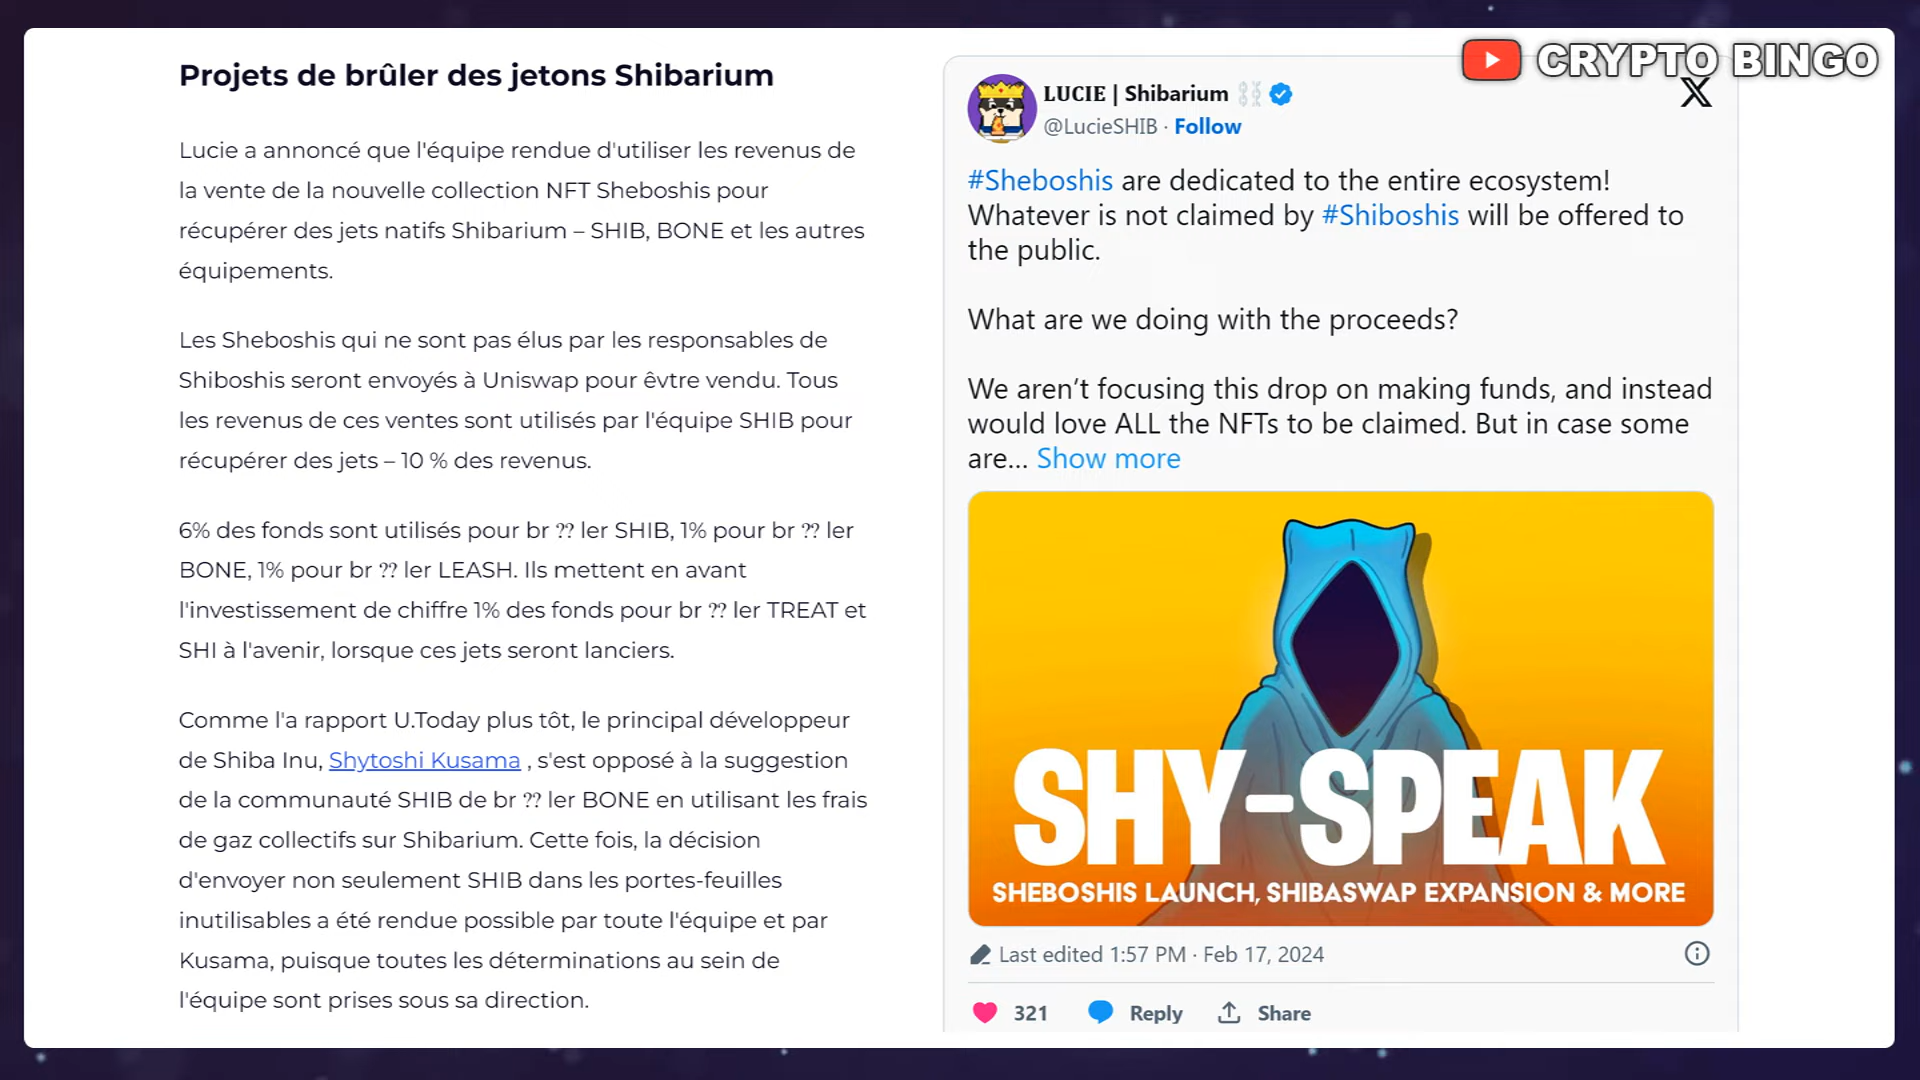 CRYPTO BINGO
Projets de brûler des jetons Shibarium
Lucie a annoncé que l'équipe rendue d'utiliser les revenus de
la vente de la nouvelle collection NFT Sheboshis pour
récupérer des jets natifs Shibarium – SHIB, BONE et les autres
équipements.
Les Sheboshis qui ne sont pas élus par les responsables de
Shiboshis seront envoyés à Uniswap pour êvtre vendu. Tous
les revenus de ces ventes sont utilisés par l'équipe SHIB pour
récupérer des jets – 10 % des revenus.
6% des fonds sont utilisés pour br ?? ler SHIB, 1% pour br ?? ler
BONE, 1% pour br ?? ler LEASH. Ils mettent en avant
l'investissement de chiffre 1% des fonds pour br ?? ler TREAT et
SHI à l'avenir, lorsque ces jets seront lanciers.
Comme l'a rapport U.Today plus tôt, le principal développeur
de Shiba Inu, Shytoshi Kusama , s'est opposé à la suggestion
de la communauté SHIB de br ?? ler BONE en utilisant les frais
de gaz collectifs sur Shibarium. Cette fois, la décision
d'envoyer non seulement SHIB dans les portes-feuilles
inutilisables a été rendue possible par toute l'équipe et par
Kusama, puisque toutes les déterminations au sein de
l'équipe sont prises sous sa direction.
LUCIE | Shibarium
@LucieSHIB · Follow
#Sheboshis are dedicated to the entire ecosystem!
Whatever is not claimed by #Shiboshis will be offered to
the public.
What are we doing with the proceeds?
We aren’t focusing this drop on making funds, and instead
would love ALL the NFTs to be claimed. But in case some
are... Show more
SHY-SPEAK
SHEBOSHIS LAUNCH, SHIBASWAP EXPANSION & MORE
Last edited 1:57 PM · Feb 17, 2024
321 Reply Share